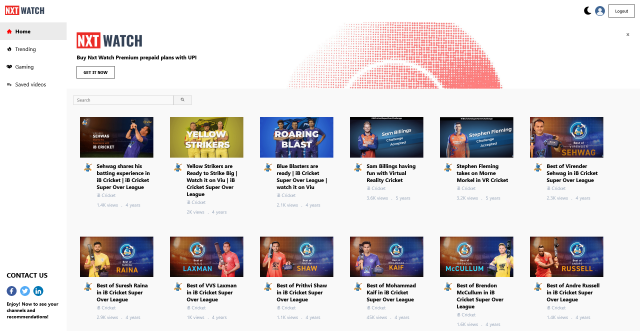 NXT WATCH
Logout
Home
Trending
Gaming
Saved videos
NXT WATCH
Buy Nxt Watch Premium prepaid plans with UPI
GET IT NOW
x
Search
SEHWAG
iB CRICKET
YELLOW
STRIKERS
ROARING
BLAST
Sam Billings
Challenge
Accepted
Stephen Fleming
Challenge
Accepted
SEHWAG
Sehwag shares his
batting experience in
iB Cricket | iB Cricket
Super Over League
iB Cricket
1.4K views . 4 years
Yellow Strikers are
Ready to Strike Big |
Watch it on Viu | iB
Cricket Super Over
League
iB Cricket
2K views . 4 years
Blue Blasters are
ready | iB Cricket
Super Over League |
watch it on Viu
iB Cricket
2.1K views . 4 years
Sam Billings having
fun with Virtual
Reality Cricket
iB Cricket
3.6K views . 5 years
Stephen Fleming
takes on Morne
Morkel in VR Cricket
iB Cricket
5 years
Best of Virender
Sehwag in iB Cricket
Super Over League
iB Cricket
2.3K views . 4 years
RAINA
LAXMAN
SHAW
KAIF
McCULLUM
RUSSELL
Best of Suresh Raina
in iB Cricket Super
Over League
iB Cricket
2.9K views . 4 years
Best of VVS Laxman
in iB Cricket Super
Over League
iB Cricket
1K views . 4 years
Best of Prithvi Shaw
in iB Cricket Super
Over League
iB Cricket
1.1K views . 4 years
Best of Mohammad
Kaif in iB Cricket
Super Over League
iB Cricket
views . 4 years
Best of Brendon
McCullum in iB
Cricket Super Over
League
iB Cricket
1.6K views . 4 years
Best of Andre Russell
in iB Cricket Super
Over League
iB Cricket
1.4K views . 4 years
CONTACT US
Enjoy! Now to see your
channels and
recommendations!